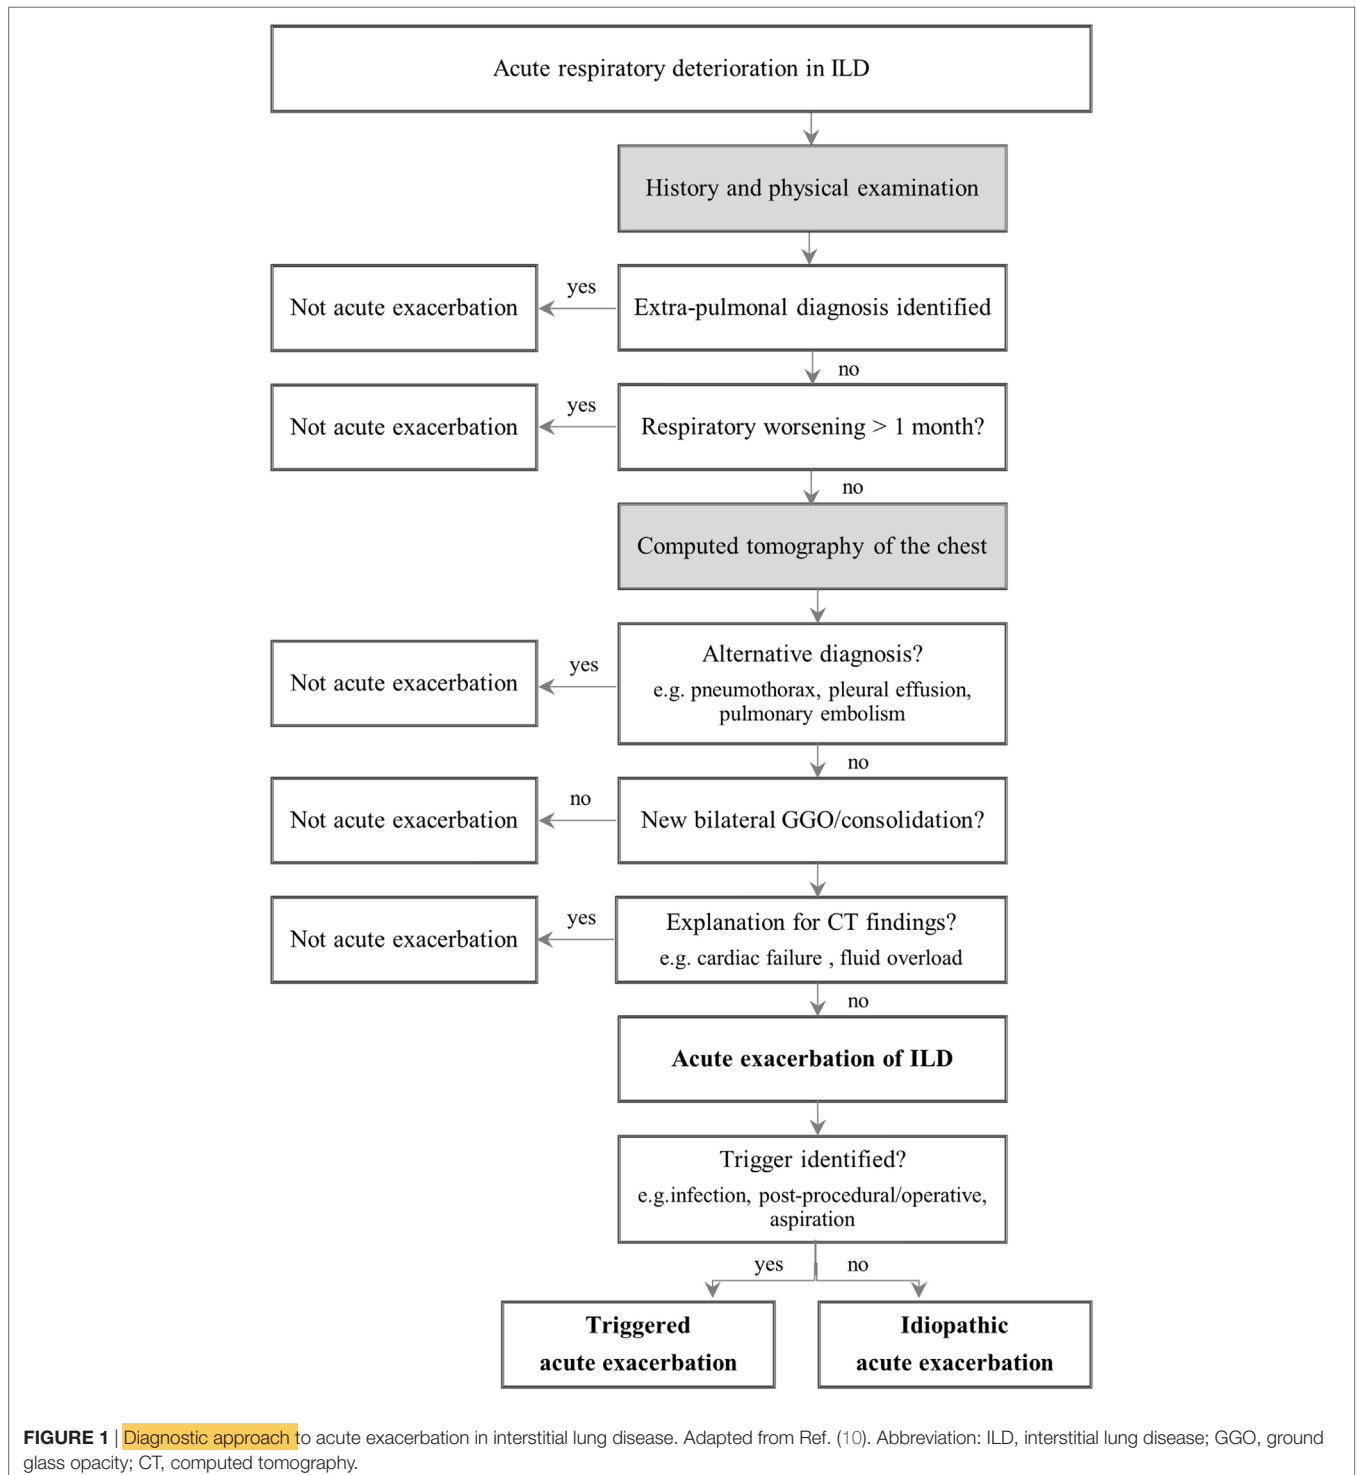 Acute respiratory deterioration in ILD
History and physical examination
Not acute exacerbation
yes
Extra-pulmonal diagnosis identified
no
Not acute exacerbation
yes
Respiratory worsening > 1 month?
no
Computed tomography of the chest
Not acute exacerbation
yes
Alternative diagnosis?
e.g. pneumothorax, pleural effusion,
pulmonary embolism
no
Not acute exacerbation
no
New bilateral GGO/consolidation?
Not acute exacerbation
yes
Explanation for CT findings?
e.g. cardiac failure , fluid overload
no
Acute exacerbation of ILD
Trigger identified?
e.g.infection, post-procedural/operative,
aspiration
yes
no
Triggered
acute exacerbation
Idiopathic
acute exacerbation
FIGURE 1 | Diagnostic approach to acute exacerbation in interstitial lung disease. Adapted from Ref. (10). Abbreviation: ILD, interstitial lung disease; GGO, ground
glass opacity; CT, computed tomography.